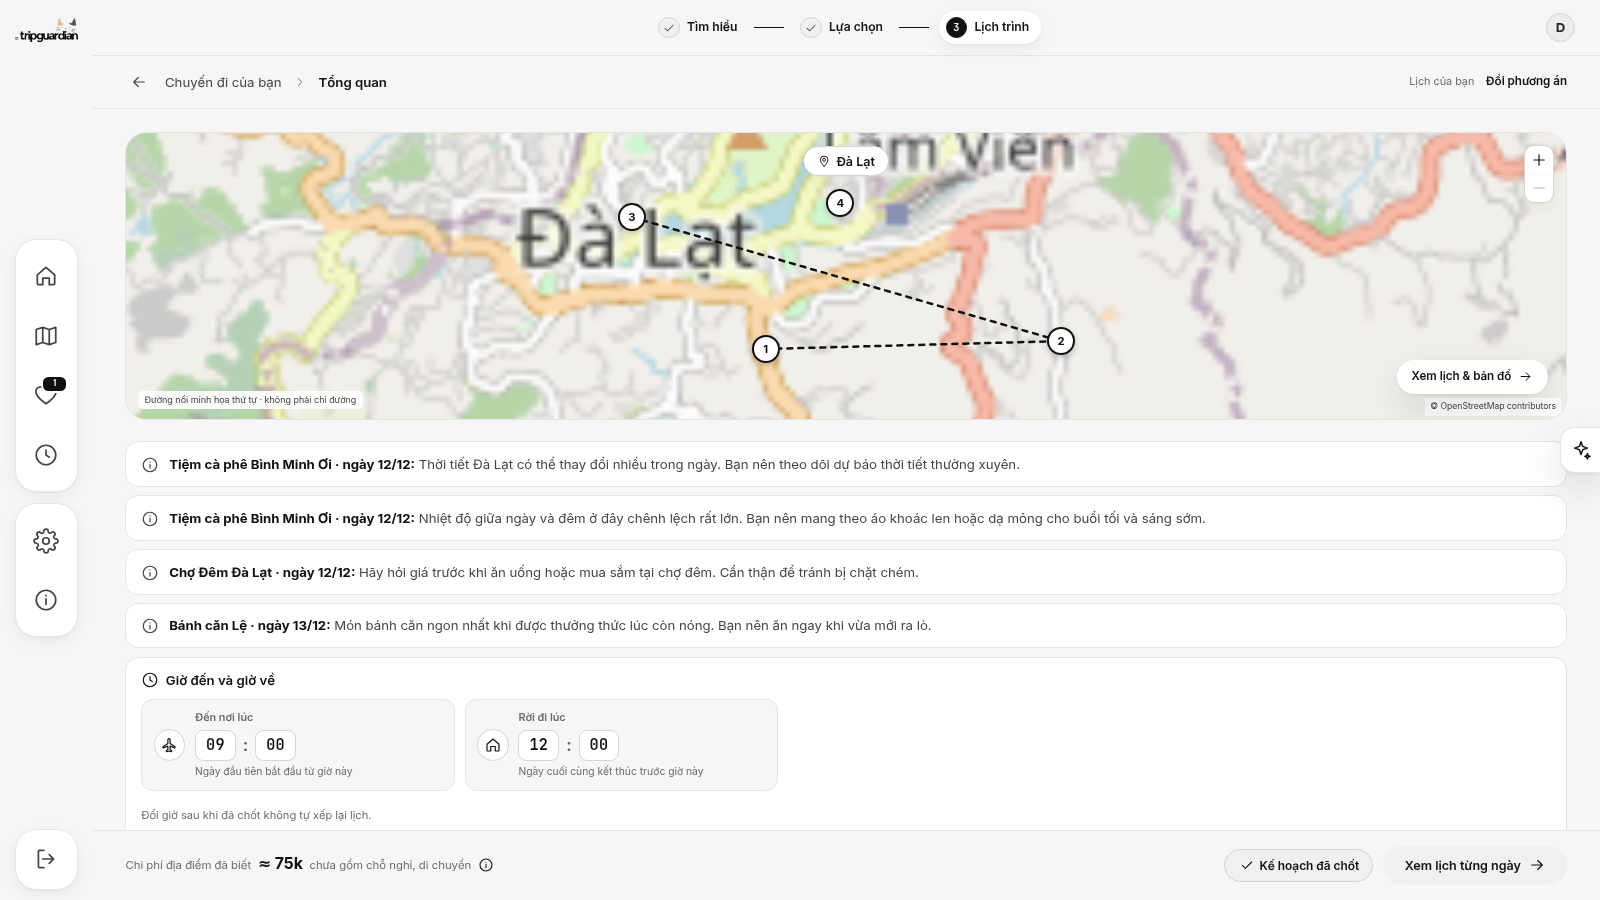 tripguardian
Tìm hiểu
Lựa chọn
3 Lịch trình
D
Chuyến đi của bạn
Tổng quan
Lịch của bạn
Đổi phương án
Lâm Viên
Đà Lạt
4
3
Đà Lạt
1
2
Xem lịch & bản đồ
Đường nối minh họa thứ tự · không phải chỉ đường
© OpenStreetMap contributors
1
Tiệm cà phê Bình Minh Ơi · ngày 12/12: Thời tiết Đà Lạt có thể thay đổi nhiều trong ngày. Bạn nên theo dõi dự báo thời tiết thường xuyên.
Tiệm cà phê Bình Minh Ơi · ngày 12/12: Nhiệt độ giữa ngày và đêm ở đây chênh lệch rất lớn. Bạn nên mang theo áo khoác len hoặc dạ mỏng cho buổi tối và sáng sớm.
Chợ Đêm Đà Lạt · ngày 12/12: Hãy hỏi giá trước khi ăn uống hoặc mua sắm tại chợ đêm. Cẩn thận để tránh bị chặt chém.
Bánh căn Lệ · ngày 13/12: Món bánh căn ngon nhất khi được thưởng thức lúc còn nóng. Bạn nên ăn ngay khi vừa mới ra lò.
Giờ đến và giờ về
Đến nơi lúc
09 : 00
Ngày đầu tiên bắt đầu từ giờ này
Rời đi lúc
12 : 00
Ngày cuối cùng kết thúc trước giờ này
Đổi giờ sau khi đã chốt không tự xếp lại lịch.
Chi phí địa điểm đã biết ≈ 75k chưa gồm chỗ nghỉ, di chuyển
Kế hoạch đã chốt
Xem lịch từng ngày